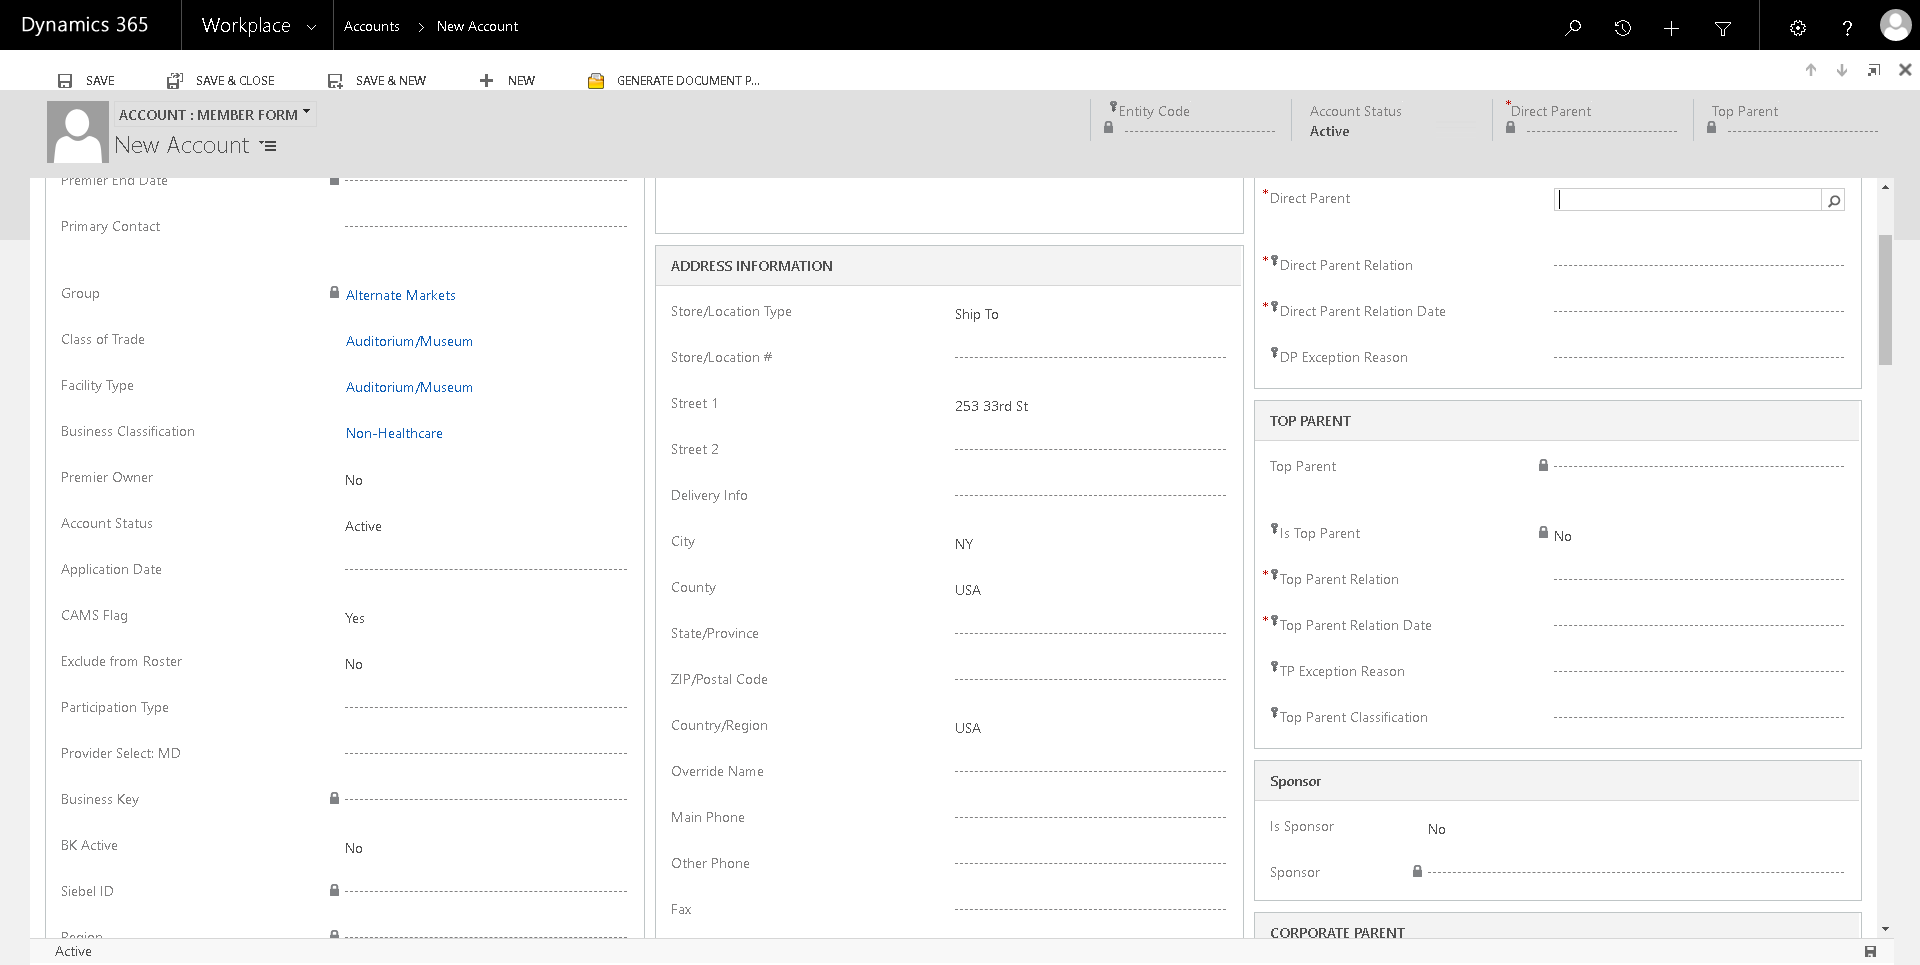 Dynamics 365
Workplace
Accounts > New Account
?
SAVE
SAVE & CLOSE
SAVE & NEW
NEW
GENERATE DOCUMENT P...
ACCOUNT : MEMBER FORM
New Account
Entity Code
Account Status
Active
*Direct Parent
Top Parent
Premier End Date
Primary Contact
Group
Alternate Markets
Class of Trade
Auditorium/Museum
Facility Type
Auditorium/Museum
Business Classification
Non-Healthcare
Premier Owner
No
Account Status
Active
Application Date
CAMS Flag
Yes
Exclude from Roster
No
Participation Type
Provider Select: MD
Business Key
BK Active
No
Siebel ID
Region
ADDRESS INFORMATION
Store/Location Type
Ship To
Store/Location #
Street 1
253 33rd St
Street 2
Delivery Info
City
NY
County
USA
State/Province
ZIP/Postal Code
Country/Region
USA
Override Name
Main Phone
Other Phone
Fax
*Direct Parent
*Direct Parent Relation
*Direct Parent Relation Date
DP Exception Reason
TOP PARENT
Top Parent
Is Top Parent
No
*Top Parent Relation
*Top Parent Relation Date
TP Exception Reason
Top Parent Classification
Sponsor
Is Sponsor
No
Sponsor
CORPORATE PARENT
Active